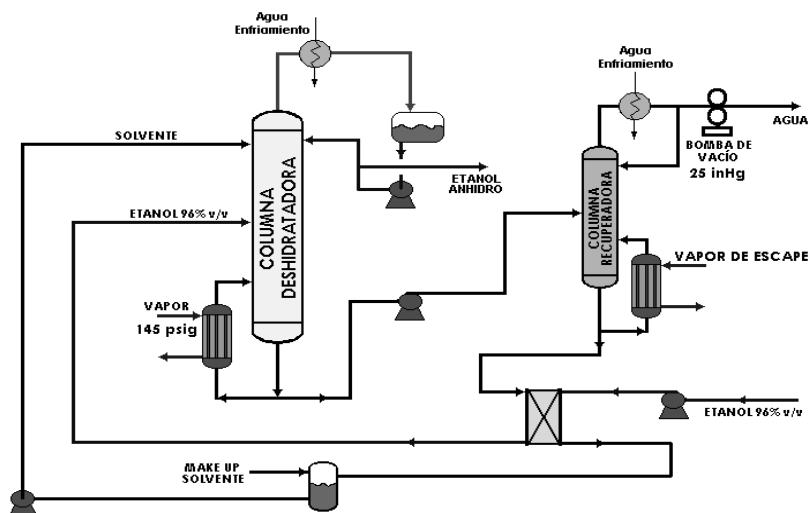 Agua
Enfriamiento
Agua
Enfriamiento
SOLVENTE
AGUA
BOMBA DE
VACÍO
25 inHg
ETANOL
ANHIDRO
COLUMNA
DESHIDRATADORA
COLUMNA
RECUPERADORA
ETANOL 96% v/v
VAPOR DE ESCAPE
VAPOR
145 psig
ETANOL 96% v/v
MAKE UP
SOLVENTE